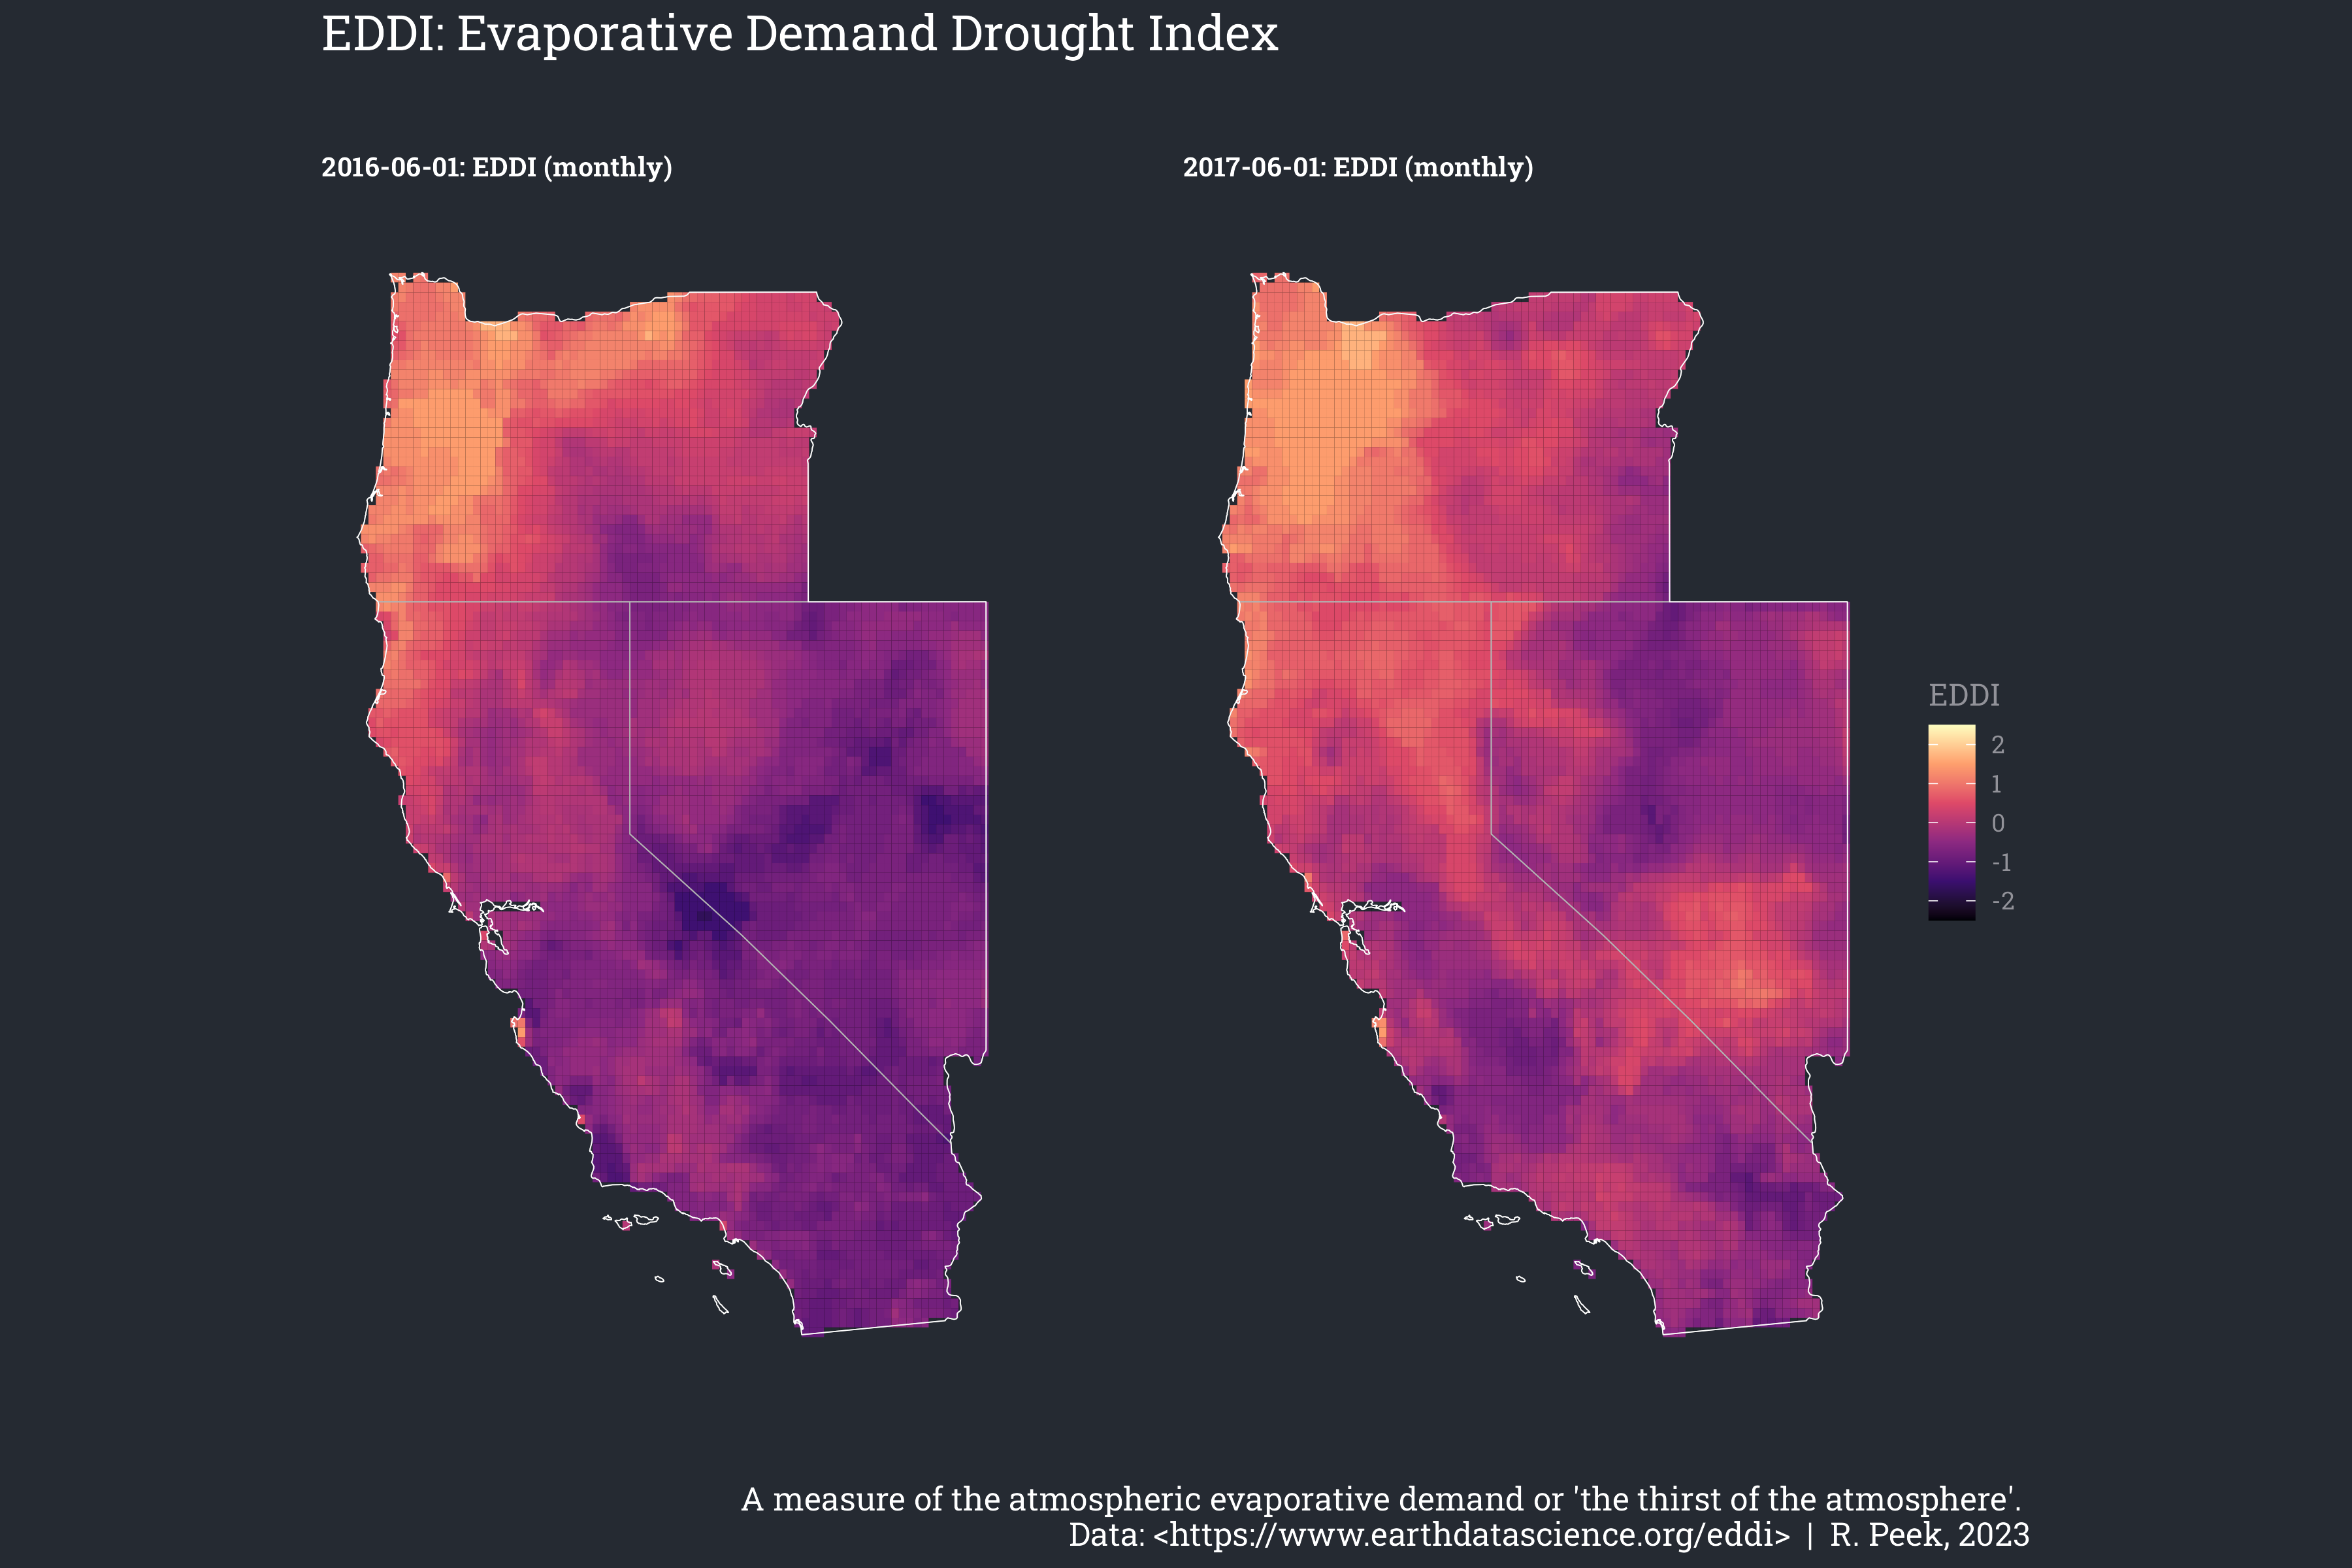 EDDI: Evaporative Demand Drought Index
2016-06-01: EDDI (monthly)
2017-06-01: EDDI (monthly)
EDDI
2
1
0
-1
-2
A measure of the atmospheric evaporative demand or 'the thirst of the atmosphere'.
Data: <https://www.earthdatascience.org/eddi> | R. Peek, 2023